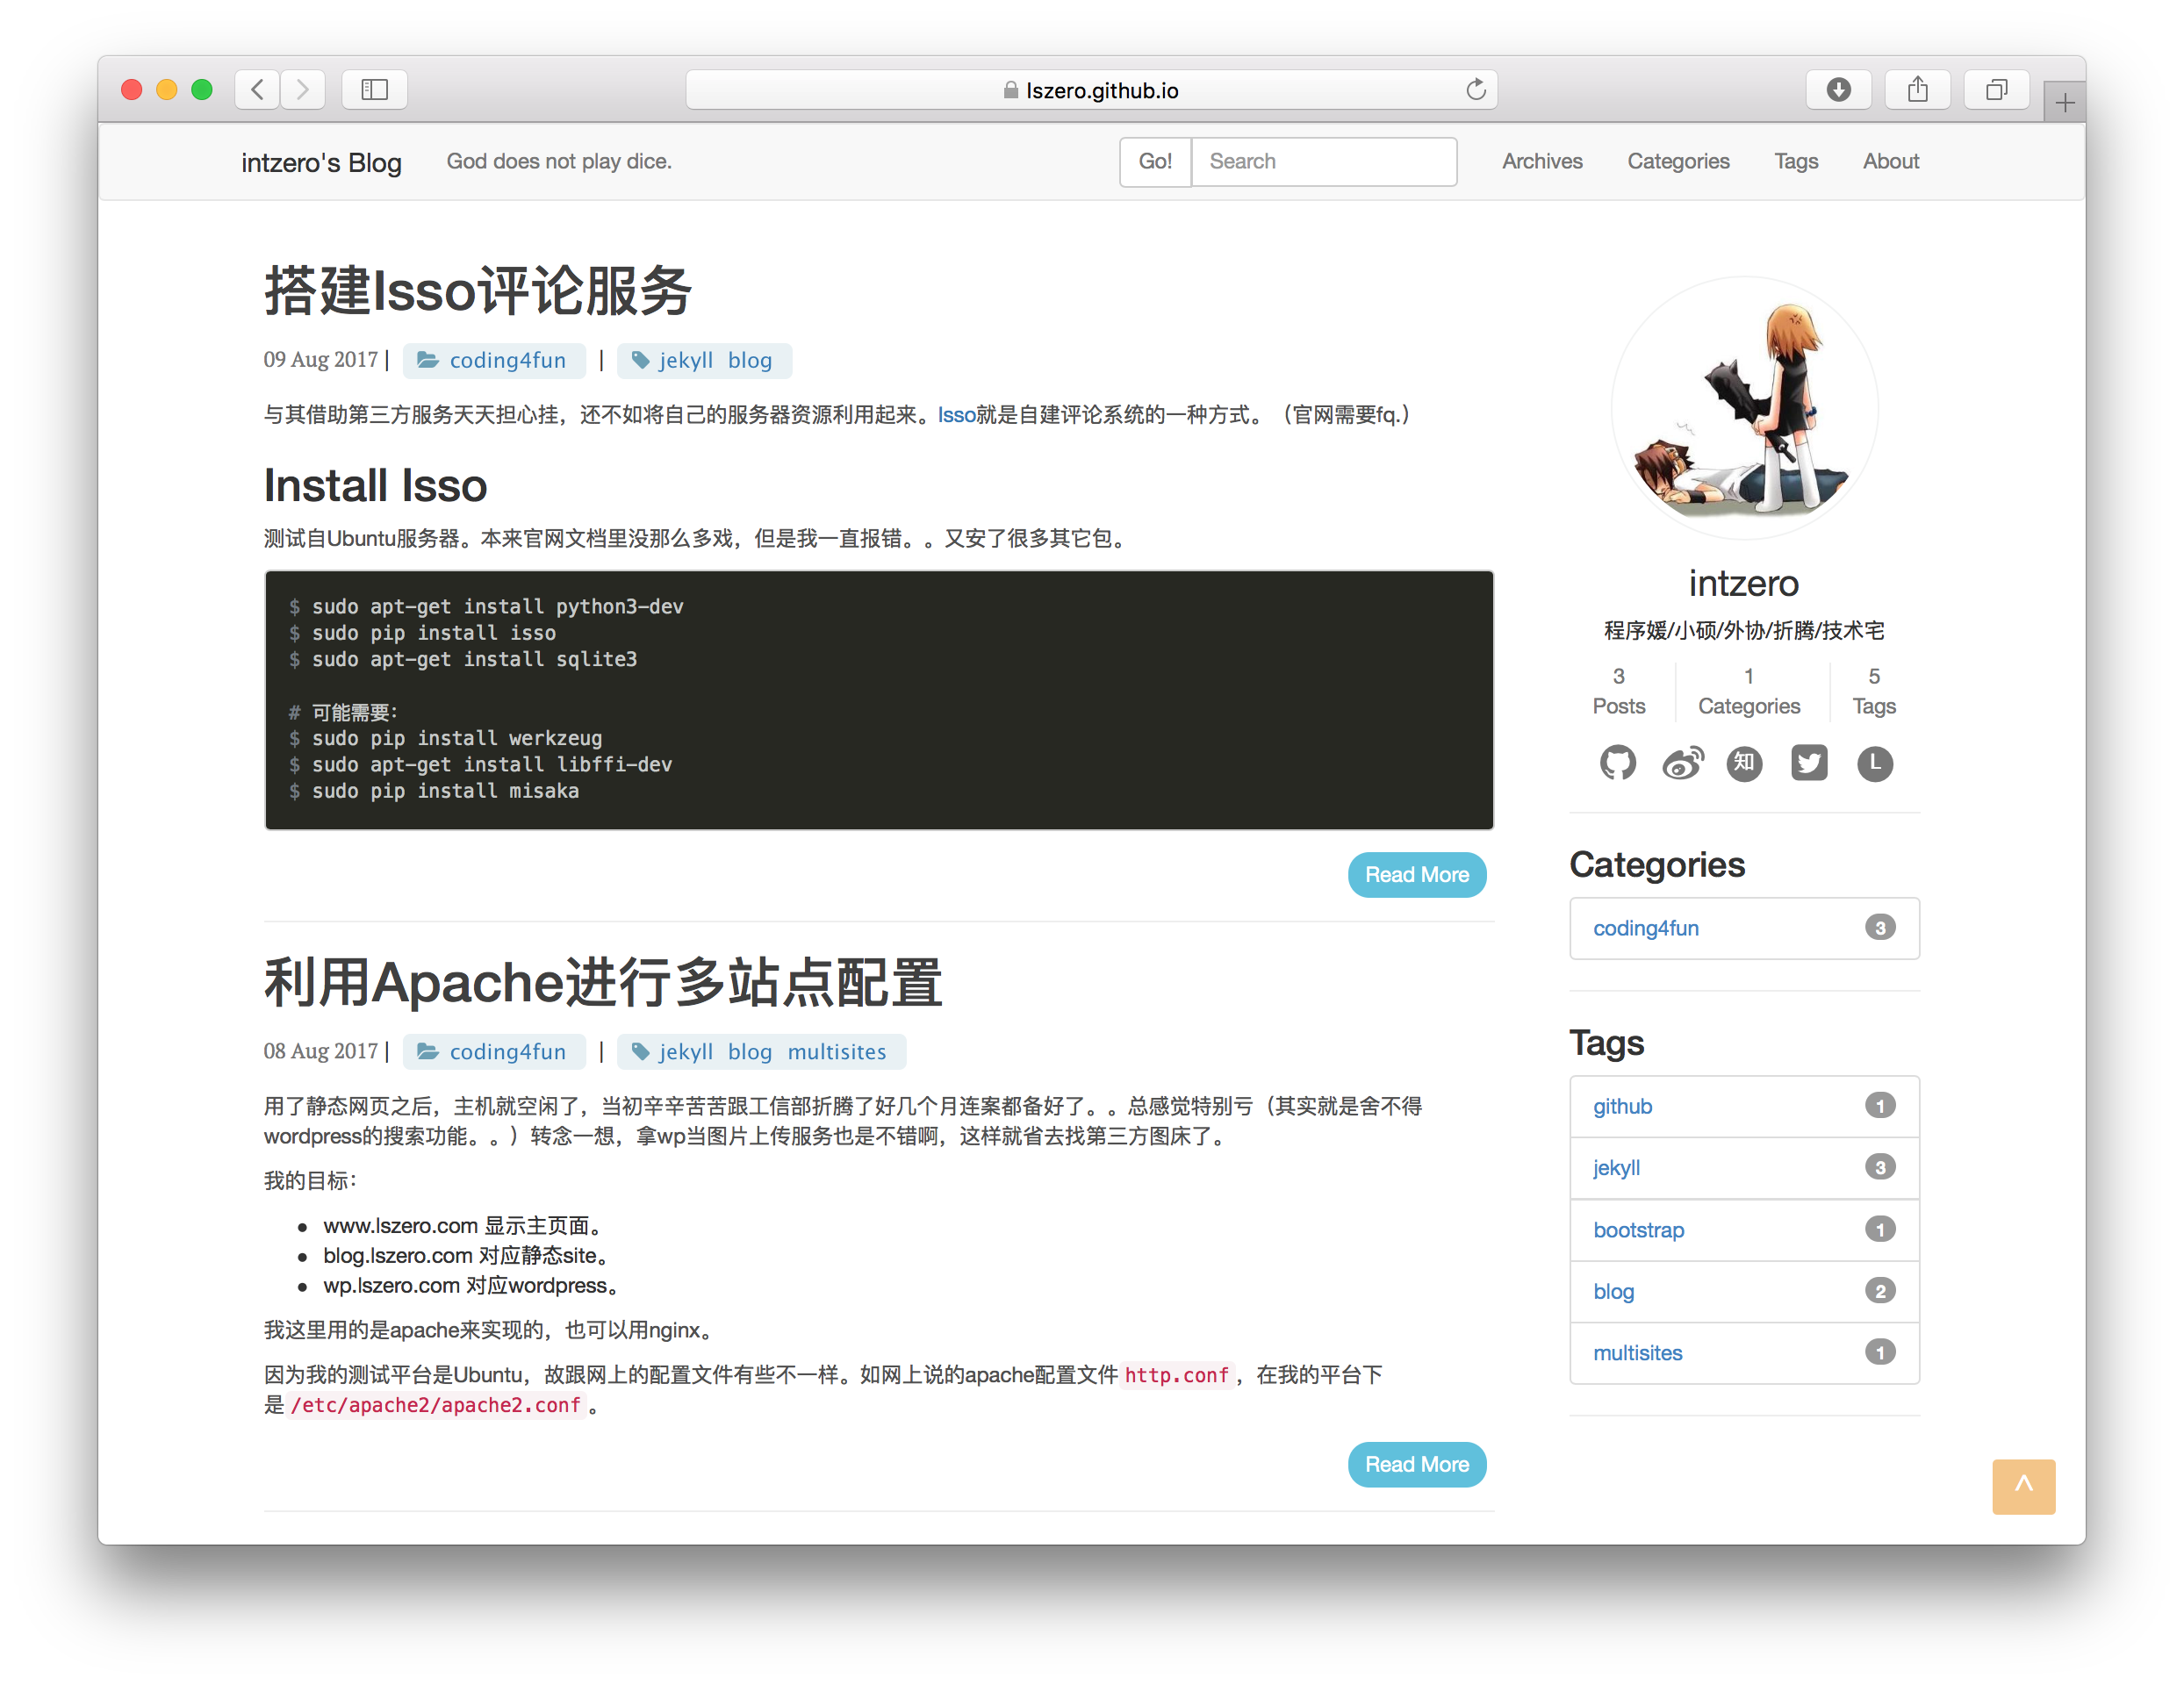 lszero.github.io
intzero's Blog God does not play dice. Go! Search Archives Categories Tags About
搭建Isso评论服务
09 Aug 2017 | coding4fun | jekyll blog
与其借助第三方服务天天担心挂，还不如将自己的服务器资源利用起来。Isso就是自建评论系统的一种方式。（官网需要fq.）
Install Isso
测试自Ubuntu服务器。本来官网文档里没那么多戏，但是我一直报错。。又安了很多其它包。
$ sudo apt-get install python3-dev
$ sudo pip install isso
$ sudo apt-get install sqlite3
# 可能需要：
$ sudo pip install werkzeug
$ sudo apt-get install libffi-dev
$ sudo pip install misaka
Read More
利用Apache进行多站点配置
08 Aug 2017 | coding4fun | jekyll blog multisites
用了静态网页之后，主机就空闲了，当初辛辛苦苦跟工信部折腾了好几个月连案都备好了。。总感觉特别亏（其实就是舍不得
wordpress的搜索功能。。）转念一想，拿wp当图片上传服务也是不错啊，这样就省去找第三方图床了。
我的目标：
• www.lszero.com 显示主页面。
• blog.lszero.com 对应静态site。
• wp.lszero.com 对应wordpress。
我这里用的是apache来实现的，也可以用nginx。
因为我的测试平台是Ubuntu，故跟网上的配置文件有些不一样。如网上说的apache配置文件 http.conf，在我的平台下
是 /etc/apache2/apache2.conf 。
Read More
intzero
程序媛/小硕/外协/折腾/技术宅
3 1 5
Posts Categories Tags
知 L
Categories
coding4fun 3
Tags
github 1
jekyll 3
bootstrap 1
blog 2
multisites 1
^